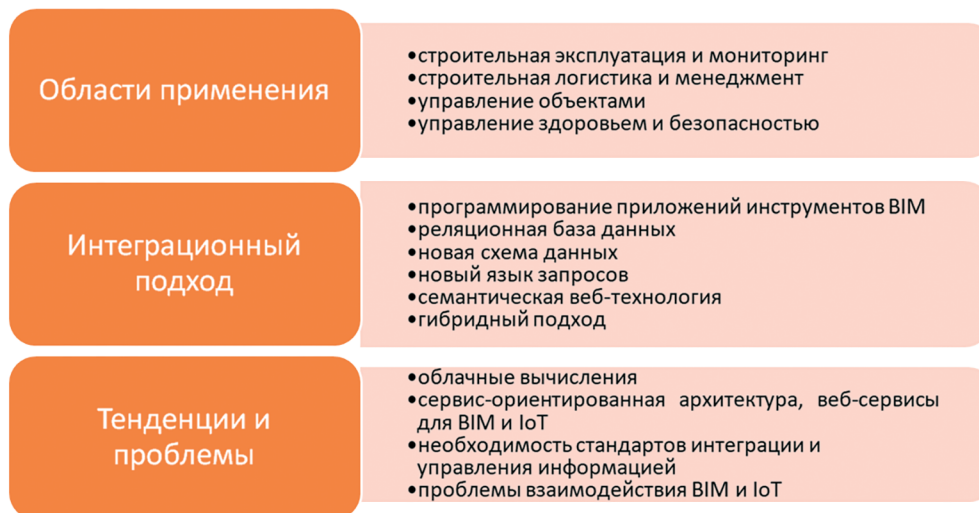 Области применения
•строительная эксплуатация и мониторинг
•строительная логистика и менеджмент
•управление объектами
•управление здоровьем и безопасностью
Интеграционный
подход
•программирование приложений инструментов BIM
•реляционная база данных
•новая схема данных
•новый язык запросов
•семантическая веб-технология
•гибридный подход
Тенденции и
проблемы
•облачные вычисления
•сервис-ориентированная архитектура, веб-сервисы
для BIM и IoT
•необходимость стандартов интеграции и
управления информацией
•проблемы взаимодействия BIM и IoT